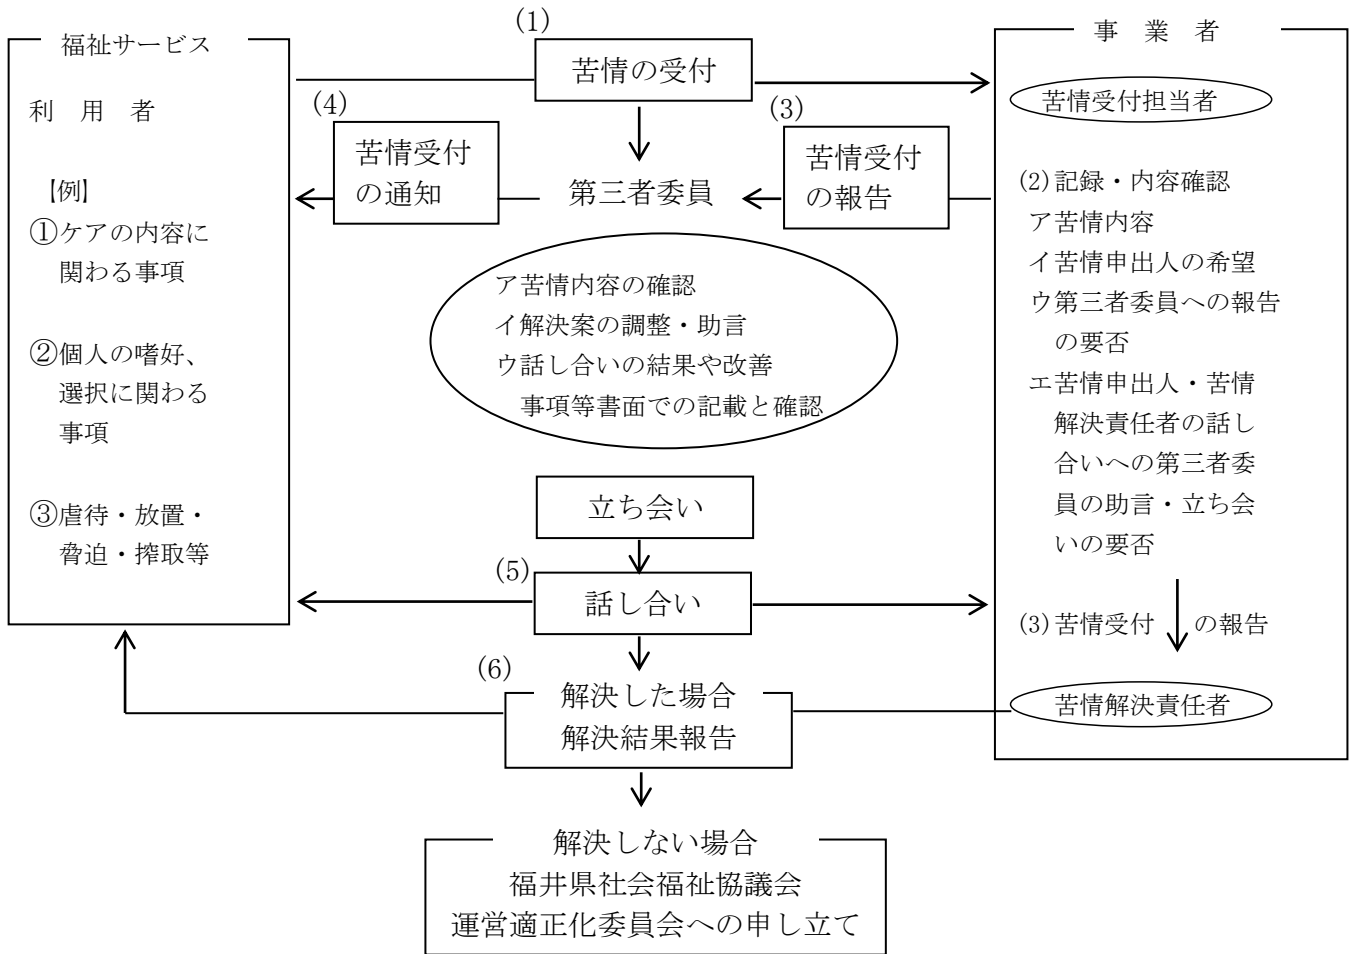 福祉サービス
利 用 者
【例】
①ケアの内容に
関わる事項
②個人の嗜好、
選択に関わる
事項
③虐待・放置・
脅迫・搾取等
(1)
苦情の受付
(4)
苦情受付
の通知
第三者委員
(3)
苦情受付
の報告
ア苦情内容の確認
イ解決案の調整・助言
ウ話し合いの結果や改善
事項等書面での記載と確認
立ち会い
(5)
話し合い
(6)
解決した場合
解決結果報告
解決しない場合
福井県社会福祉協議会
運営適正化委員会への申し立て
事 業 者
苦情受付担当者
(2)記録・内容確認
ア苦情内容
イ苦情申出人の希望
ウ第三者委員への報告
の要否
エ苦情申出人・苦情
解決責任者の話し
合いへの第三者委
員の助言・立ち会
いの要否
(3)苦情受付 の報告
苦情解決責任者